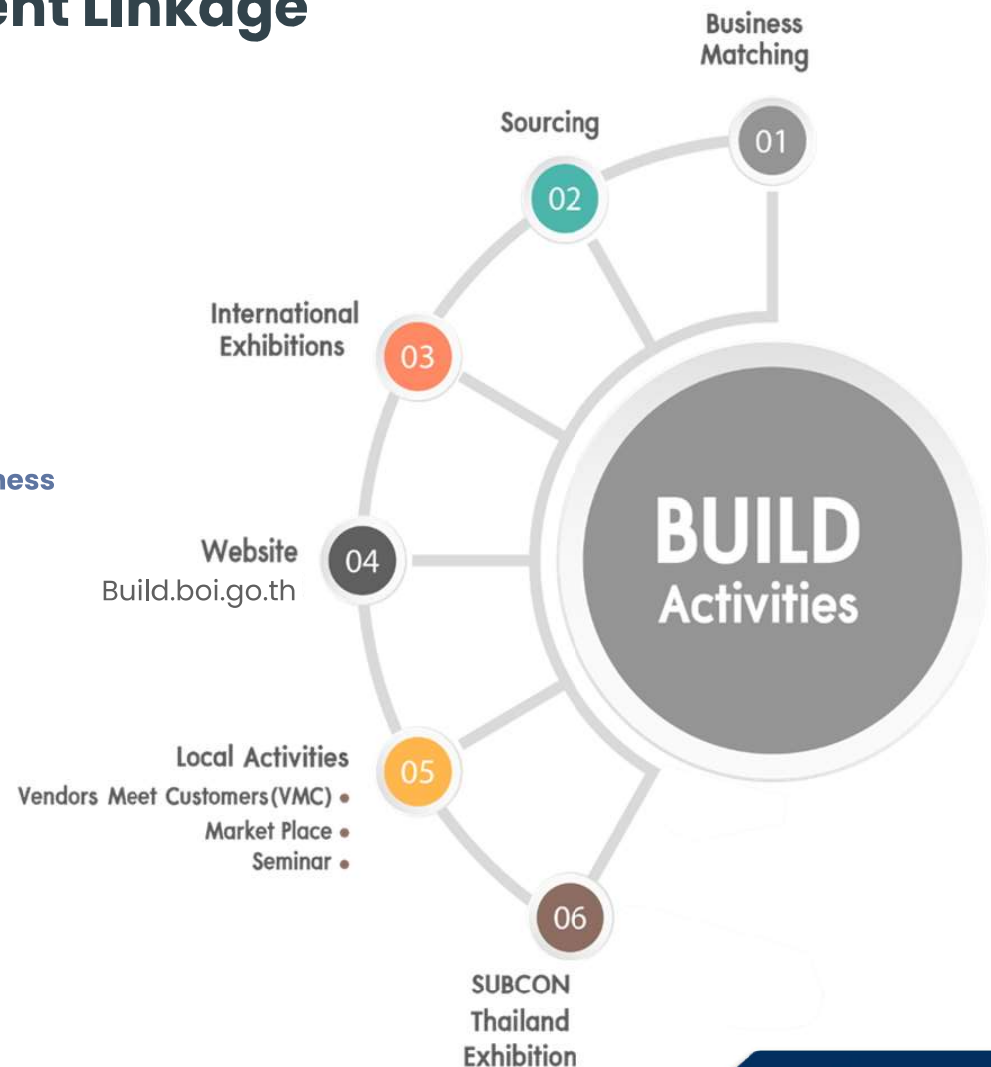 ent Linkage
Business
Matching
01
Sourcing
02
International
Exhibitions
03
ness
Website
04
Build.boi.go.th
BUILD
Activities
Local Activities
05
Vendors Meet Customers(VMC) •
Market Place •
Seminar •
06
SUBCON
Thailand
Exhibition